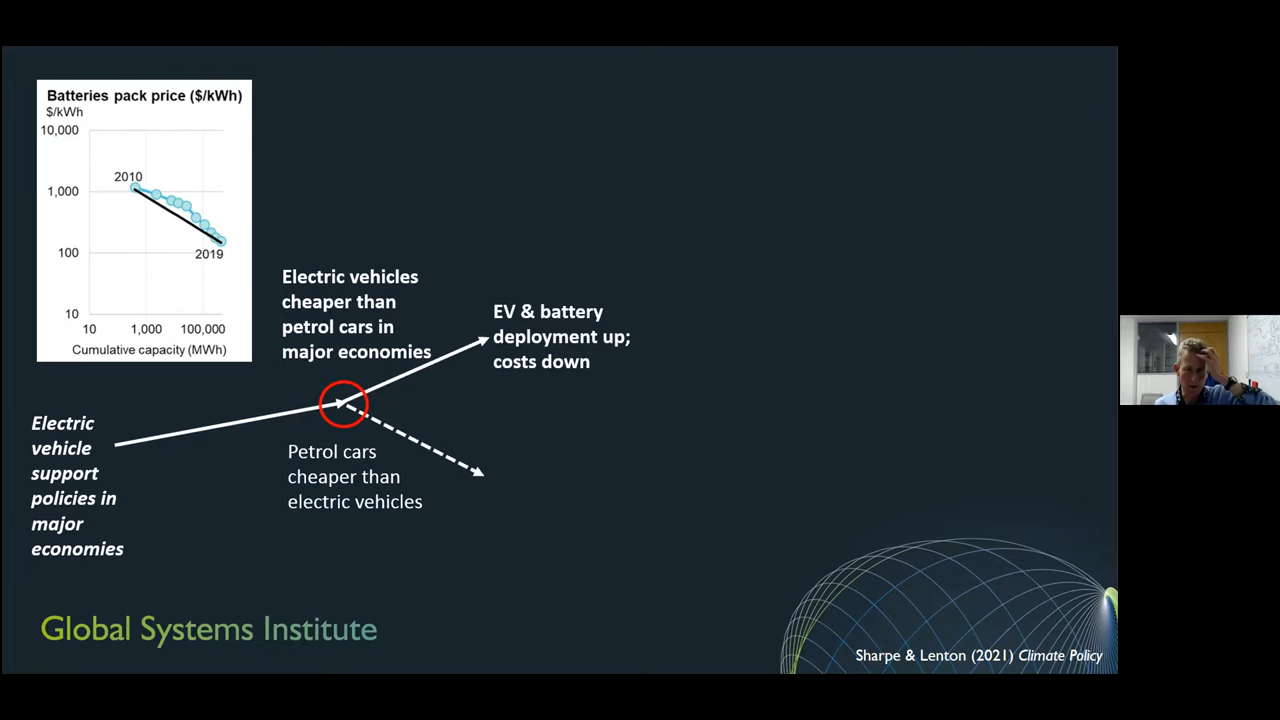 Batteries pack price ($/kWh)
$/kWh
10,000
1,000
100
10
2010
2019
10 1,000 100,000
Cumulative capacity (MWh)
Electric vehicles
cheaper than
petrol cars in
major economies
EV & battery
deployment up;
costs down
Electric
vehicle
support
policies in
major
economies
Petrol cars
cheaper than
electric vehicles
Global Systems Institute
Sharpe & Lenton (2021) Climate Policy